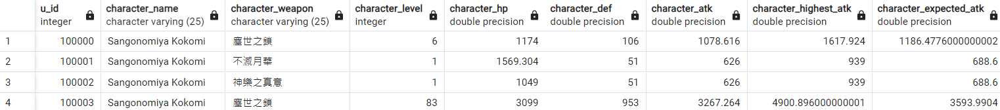 u_id character_name character_weapon character_level character_hp character_def character_atk character_highest_atk character_expected_atk
integer character varying (25) character varying (25) integer double precision double precision double precision double precision double precision
1 100000 Sangonomiya Kokomi 塵世之鎖 6 1174 106 1078.616 1617.924 1186.4776000000002
2 100001 Sangonomiya Kokomi 不滅月華 1 1569.304 51 626 939 688.6
3 100002 Sangonomiya Kokomi 神樂之真意 1 1049 51 626 939 688.6
4 100003 Sangonomiya Kokomi 塵世之鎖 83 3099 953 3267.264 4900.896000000001 3593.9904